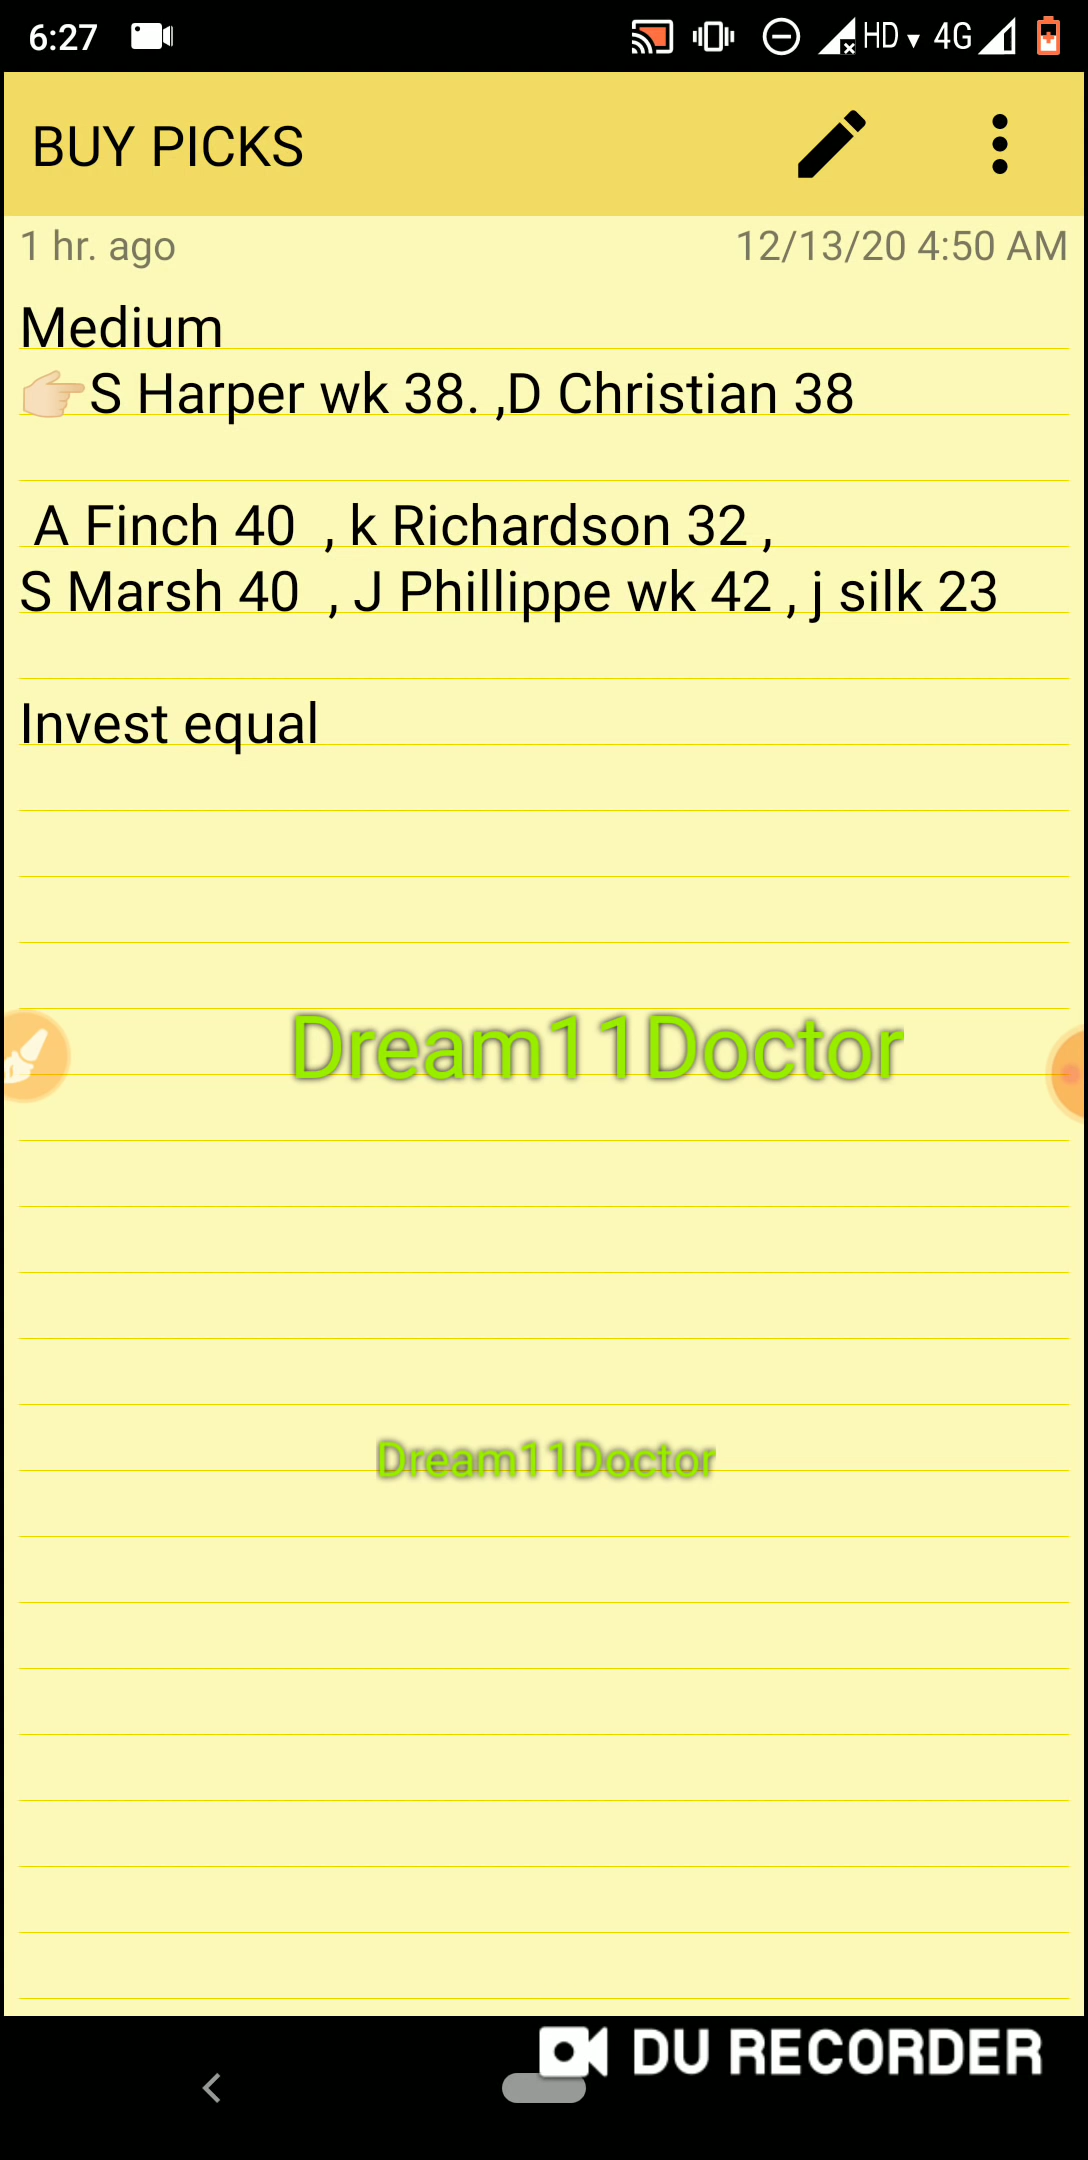 6:27 HD 4G
BUY PICKS
1 hr. ago 12/13/20 4:50 AM
Medium
👉🏻S Harper wk 38. ,D Christian 38
A Finch 40 , k Richardson 32 ,
S Marsh 40 , J Phillippe wk 42 , j silk 23
Invest equal
Dream11Doctor
Dream11Doctor
DU RECORDER